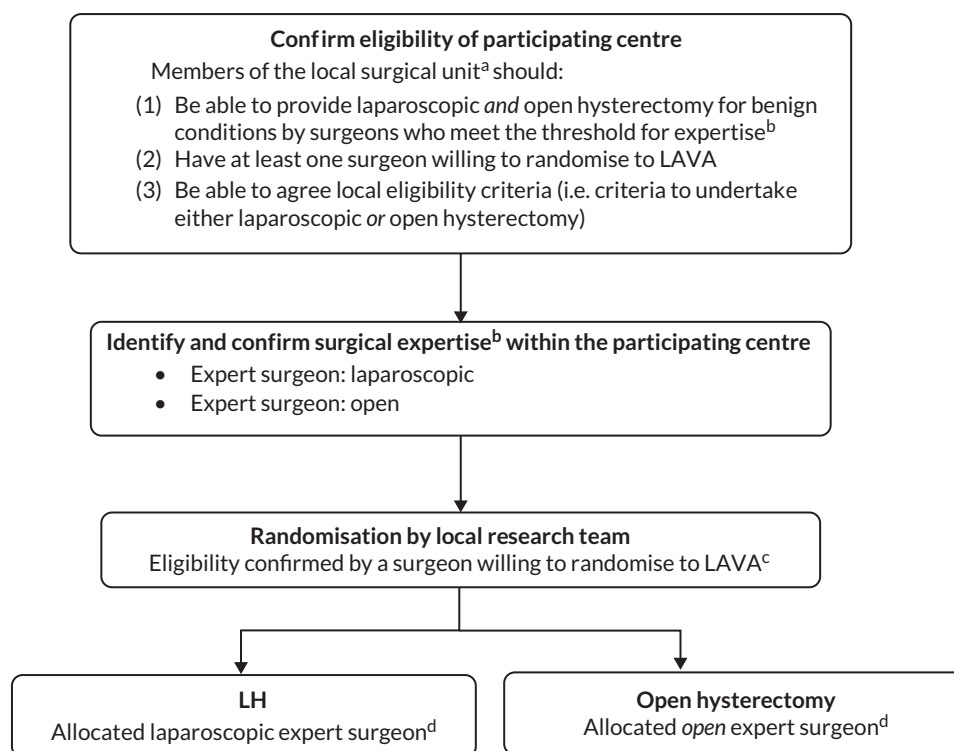 Confirm eligibility of participating centre
Members of the local surgical unitᵃ should:
(1) Be able to provide laparoscopic and open hysterectomy for benign
conditions by surgeons who meet the threshold for expertiseᵇ
(2) Have at least one surgeon willing to randomise to LAVA
(3) Be able to agree local eligibility criteria (i.e. criteria to undertake
either laparoscopic or open hysterectomy)
Identify and confirm surgical expertiseᵇ within the participating centre
• Expert surgeon: laparoscopic
• Expert surgeon: open
Randomisation by local research team
Eligibility confirmed by a surgeon willing to randomise to LAVAᶜ
LH
Allocated laparoscopic expert surgeonᵈ
Open hysterectomy
Allocated open expert surgeonᵈ